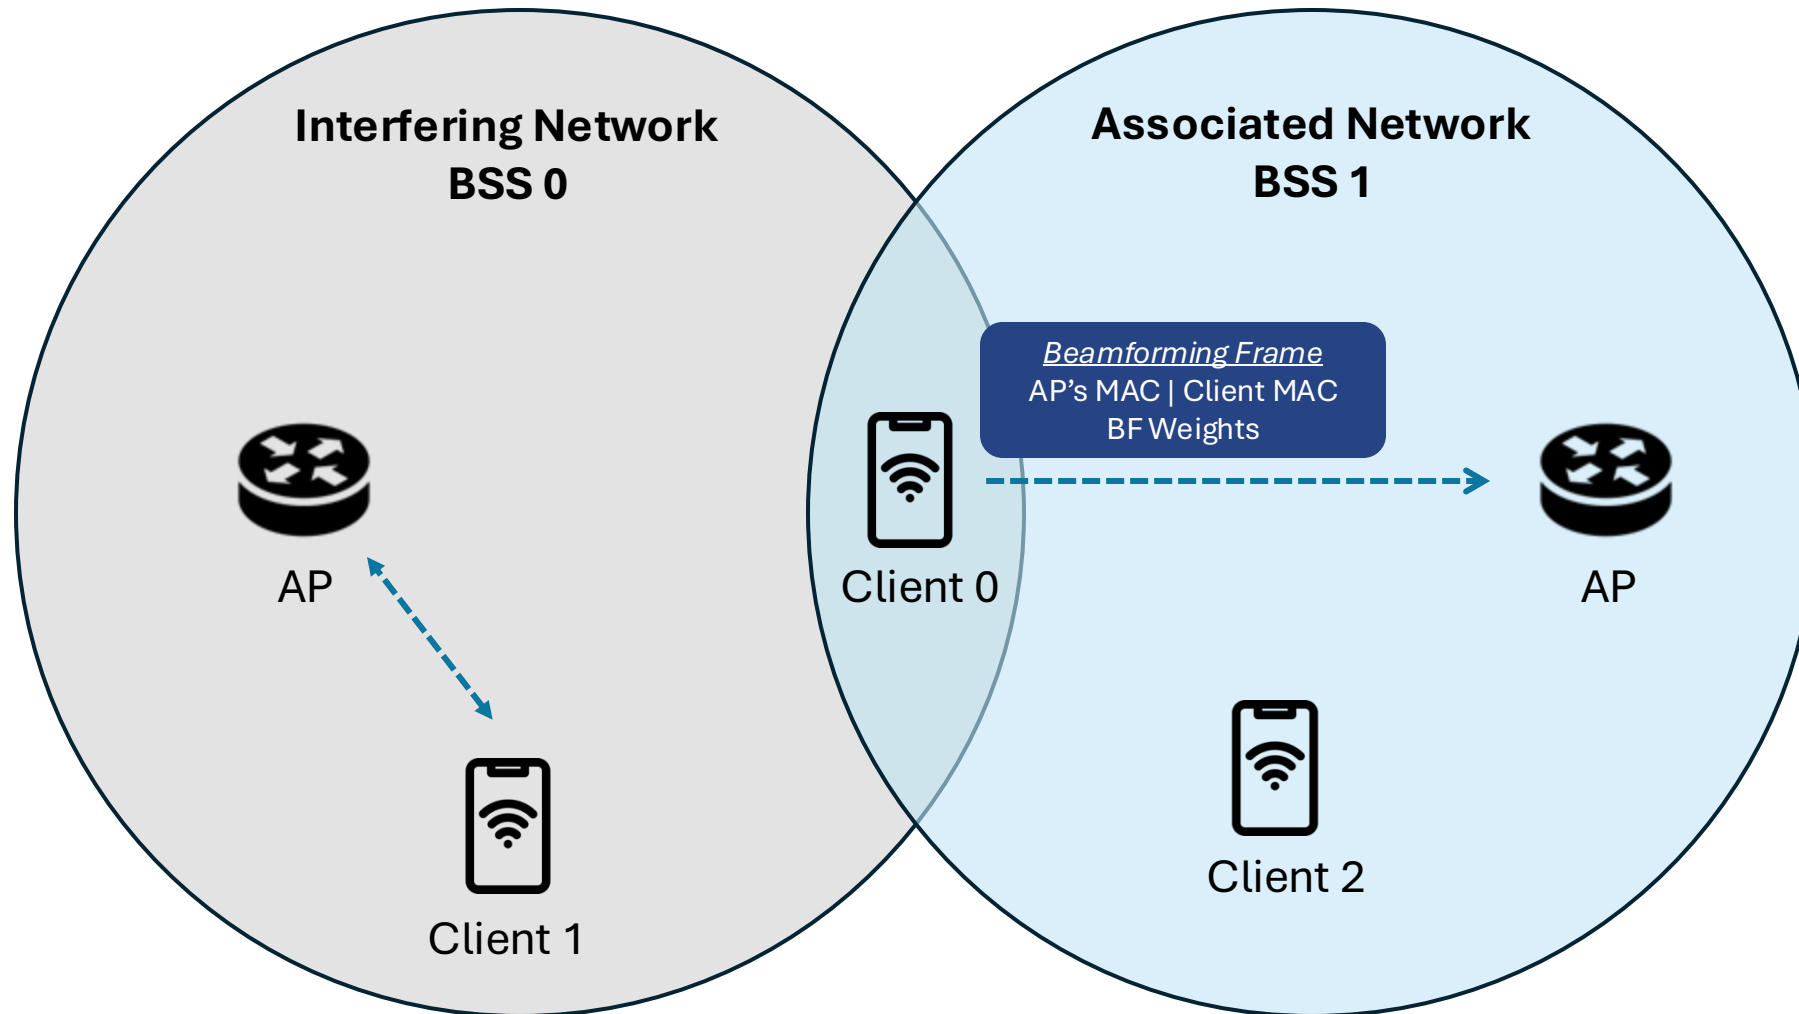 Interfering Network
BSS 0
Associated Network
BSS 1
Beamforming Frame
AP’s MAC | Client MAC
BF Weights
AP
Client 0
AP
Client 1
Client 2